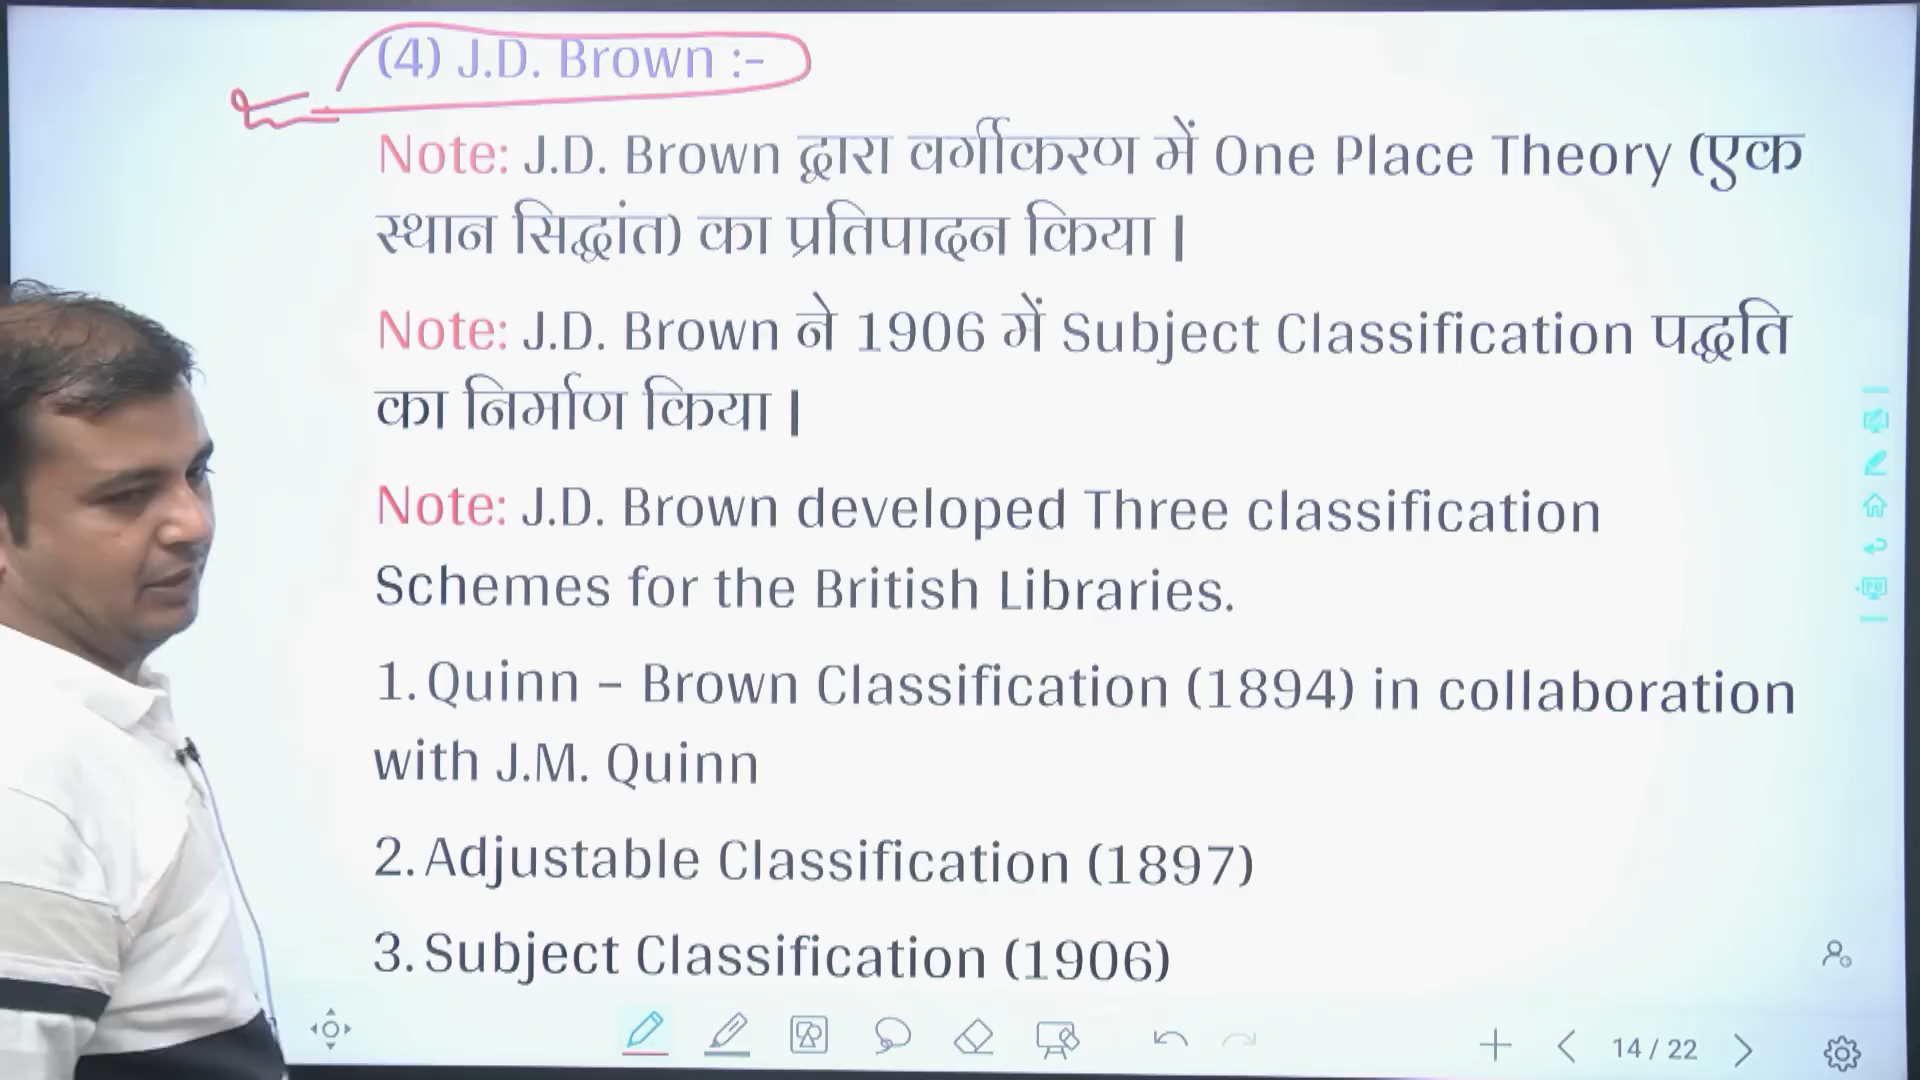 (4) J.D. Brown :-
Note: J.D. Brown द्वारा वर्गीकरण में One Place Theory (एक
स्थान सिद्धांत) का प्रतिपादन किया |
Note: J.D. Brown ने 1906 में Subject Classification पद्धति
का निर्माण किया |
Note: J.D. Brown developed Three classification
Schemes for the British Libraries.
1. Quinn – Brown Classification (1894) in collaboration
with J.M. Quinn
2. Adjustable Classification (1897)
3. Subject Classification (1906)
14 / 22